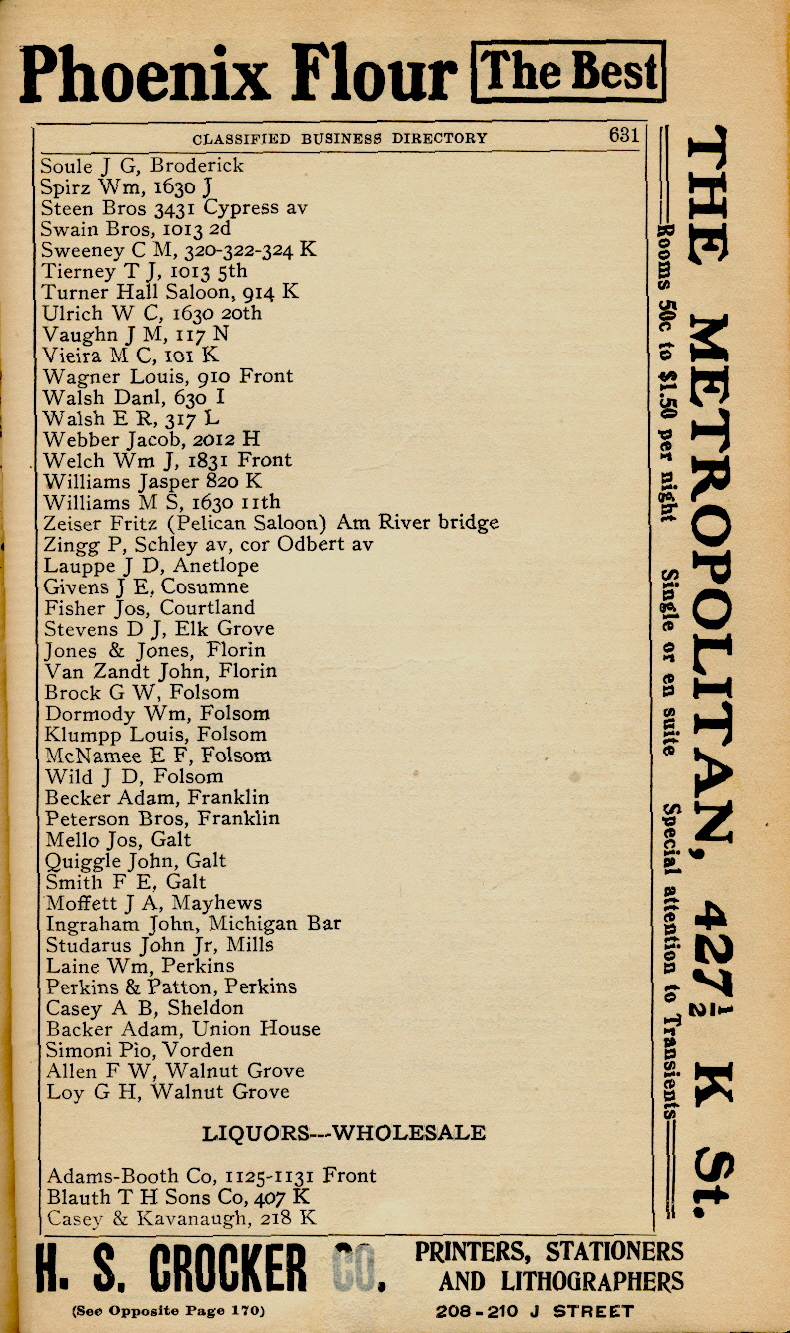 Phoenix Flour The Best
CLASSIFIED BUSINESS DIRECTORY 631
Soule J G, Broderick
Spirz Wm, 1630 J
Steen Bros 3431 Cypress av
Swain Bros, 1013 2d
Sweeney C M, 320-322-324 K
Tierney T J, 1013 5th
Turner Hall Saloon, 914 K
Ulrich W C, 1630 20th
Vaughn J M, 117 N
Vieira M C, 101 K
Wagner Louis, 910 Front
Walsh Danl, 630 I
Walsh E R, 317 L
Webber Jacob, 2012 H
Welch Wm J, 1831 Front
Williams Jasper 820 K
Williams M S, 1630 11th
Zeiser Fritz (Pelican Saloon) Am River bridge
Zingg P, Schley av, cor Odbert av
Lauppe J D, Anetlope
Givens J E, Cosumne
Fisher Jos, Courtland
Stevens D J, Elk Grove
Jones & Jones, Florin
Van Zandt John, Florin
Brock G W, Folsom
Dormody Wm, Folsom
Klumpp Louis, Folsom
McNamee E F, Folsom
Wild J D, Folsom
Becker Adam, Franklin
Peterson Bros, Franklin
Mello Jos, Galt
Quiggle John, Galt
Smith F E, Galt
Moffett J A, Mayhews
Ingraham John, Michigan Bar
Studarus John Jr, Mills
Laine Wm, Perkins
Perkins & Patton, Perkins
Casey A B, Sheldon
Backer Adam, Union House
Simoni Pio, Vorden
Allen F W, Walnut Grove
Loy G H, Walnut Grove
LIQUORS---WHOLESALE
Adams-Booth Co, 1125-1131 Front
Blauth T H Sons Co, 407 K
Casey & Kavanaugh, 218 K
THE METROPOLITAN, 427½ K St.
Rooms 50c to $1.50 per night Single or en suite Special attention to Transients
H. S. CROCKER CO.
(See Opposite Page 170)
PRINTERS, STATIONERS
AND LITHOGRAPHERS
208-210 J STREET